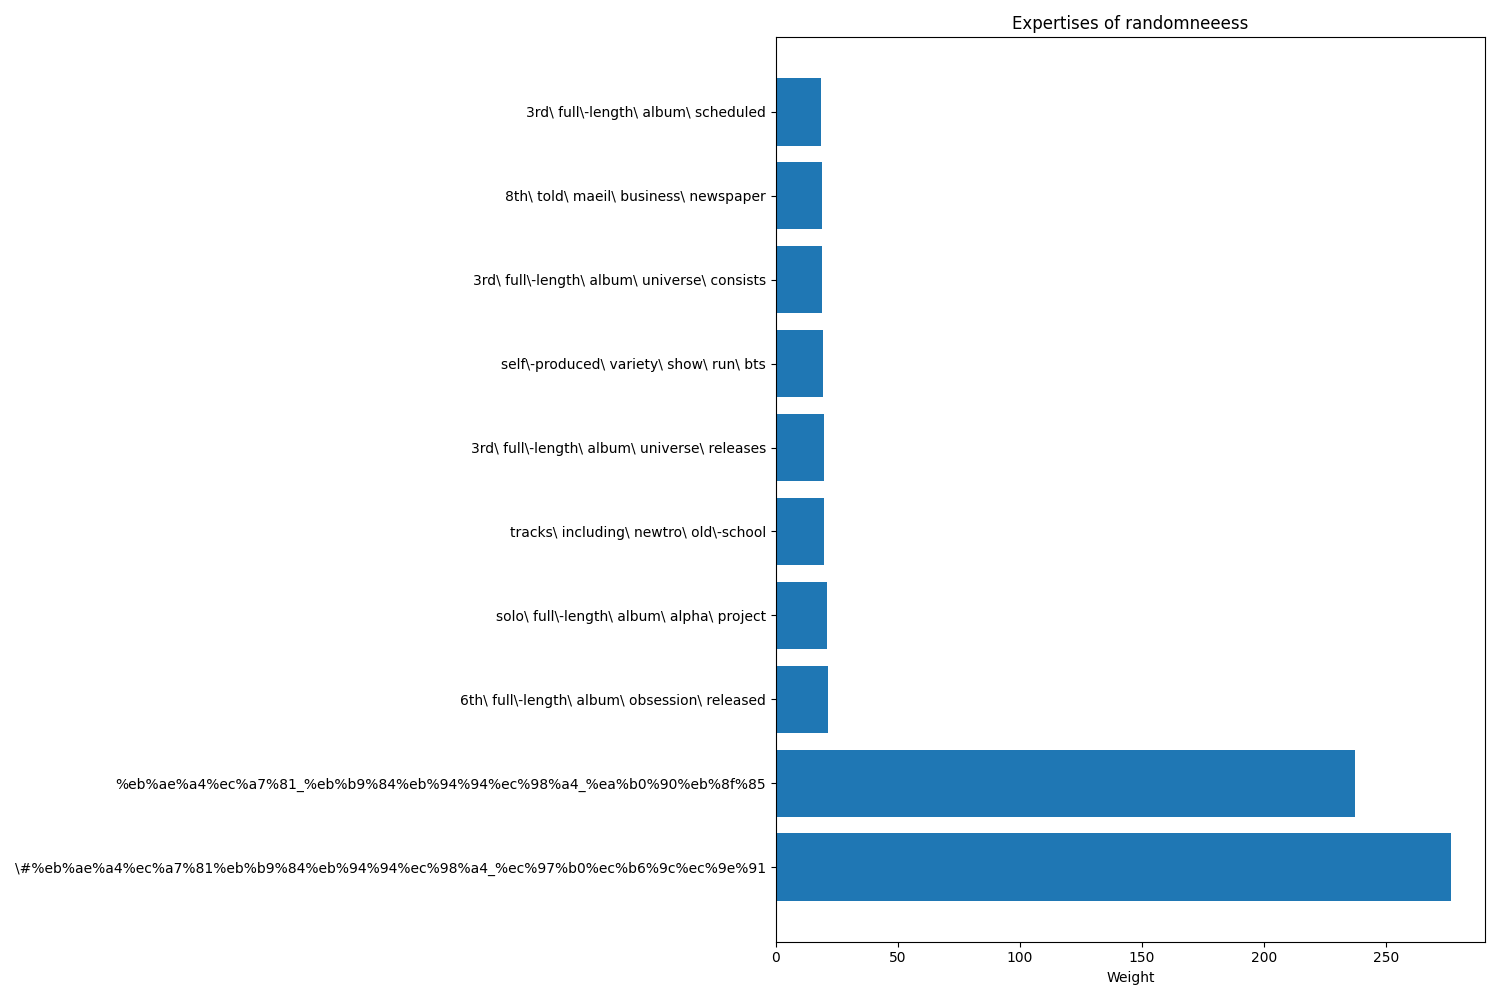 Expertises of randomneeess
3rd\ full\-length\ album\ scheduled
8th\ told\ maeil\ business\ newspaper
3rd\ full\-length\ album\ universe\ consists
self\-produced\ variety\ show\ run\ bts
3rd\ full\-length\ album\ universe\ releases
tracks\ including\ newtro\ old\-school
solo\ full\-length\ album\ alpha\ project
6th\ full\-length\ album\ obsession\ released
%eb%ae%a4%ec%a7%81_%eb%b9%84%eb%94%94%ec%98%a4_%ea%b0%90%eb%8f%85
\#%eb%ae%a4%ec%a7%81%eb%b9%84%eb%94%94%ec%98%a4_%ec%97%b0%ec%b6%9c%ec%9e%91
0 50 100 150 200 250
Weight